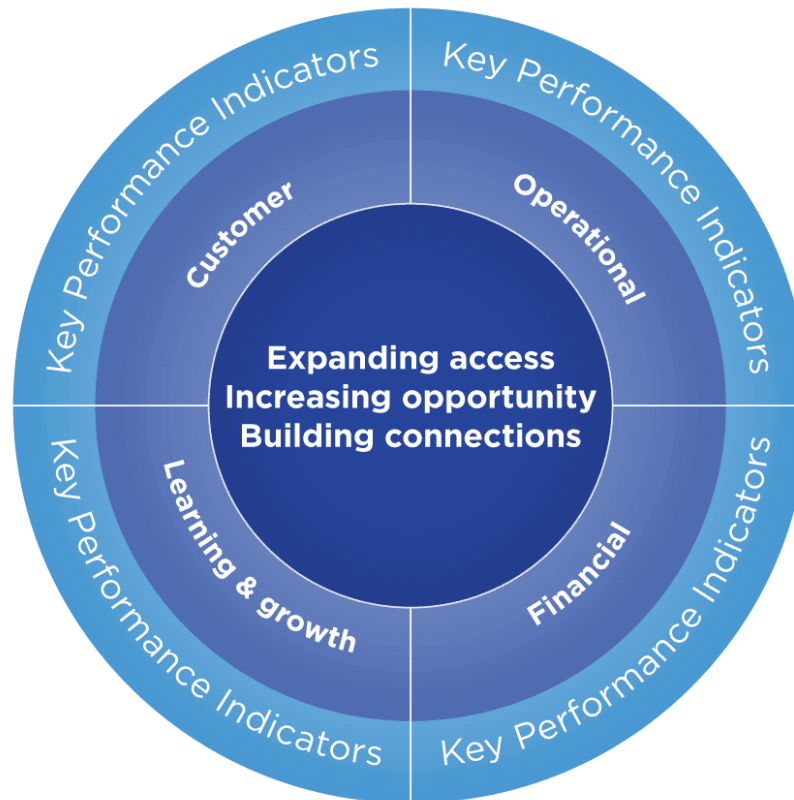 Key Performance Indicators
Key Performance Indicators
Customer
Operational
Expanding access
Increasing opportunity
Building connections
Learning & growth
Financial
Key Performance Indicators
Key Performance Indicators